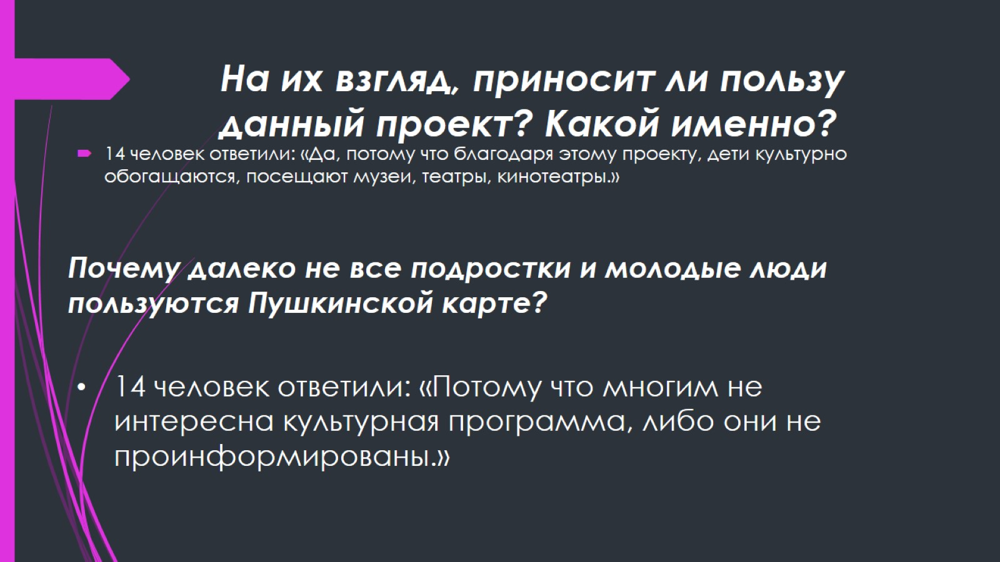 На их взгляд, приносит ли пользу
данный проект? Какой именно?
14 человек ответили: «Да, потому что благодаря этому проекту, дети культурно
обогащаются, посещают музеи, театры, кинотеатры.»
Почему далеко не все подростки и молодые люди
пользуются Пушкинской карте?
• 14 человек ответили: «Потому что многим не
интересна культурная программа, либо они не
проинформированы.»